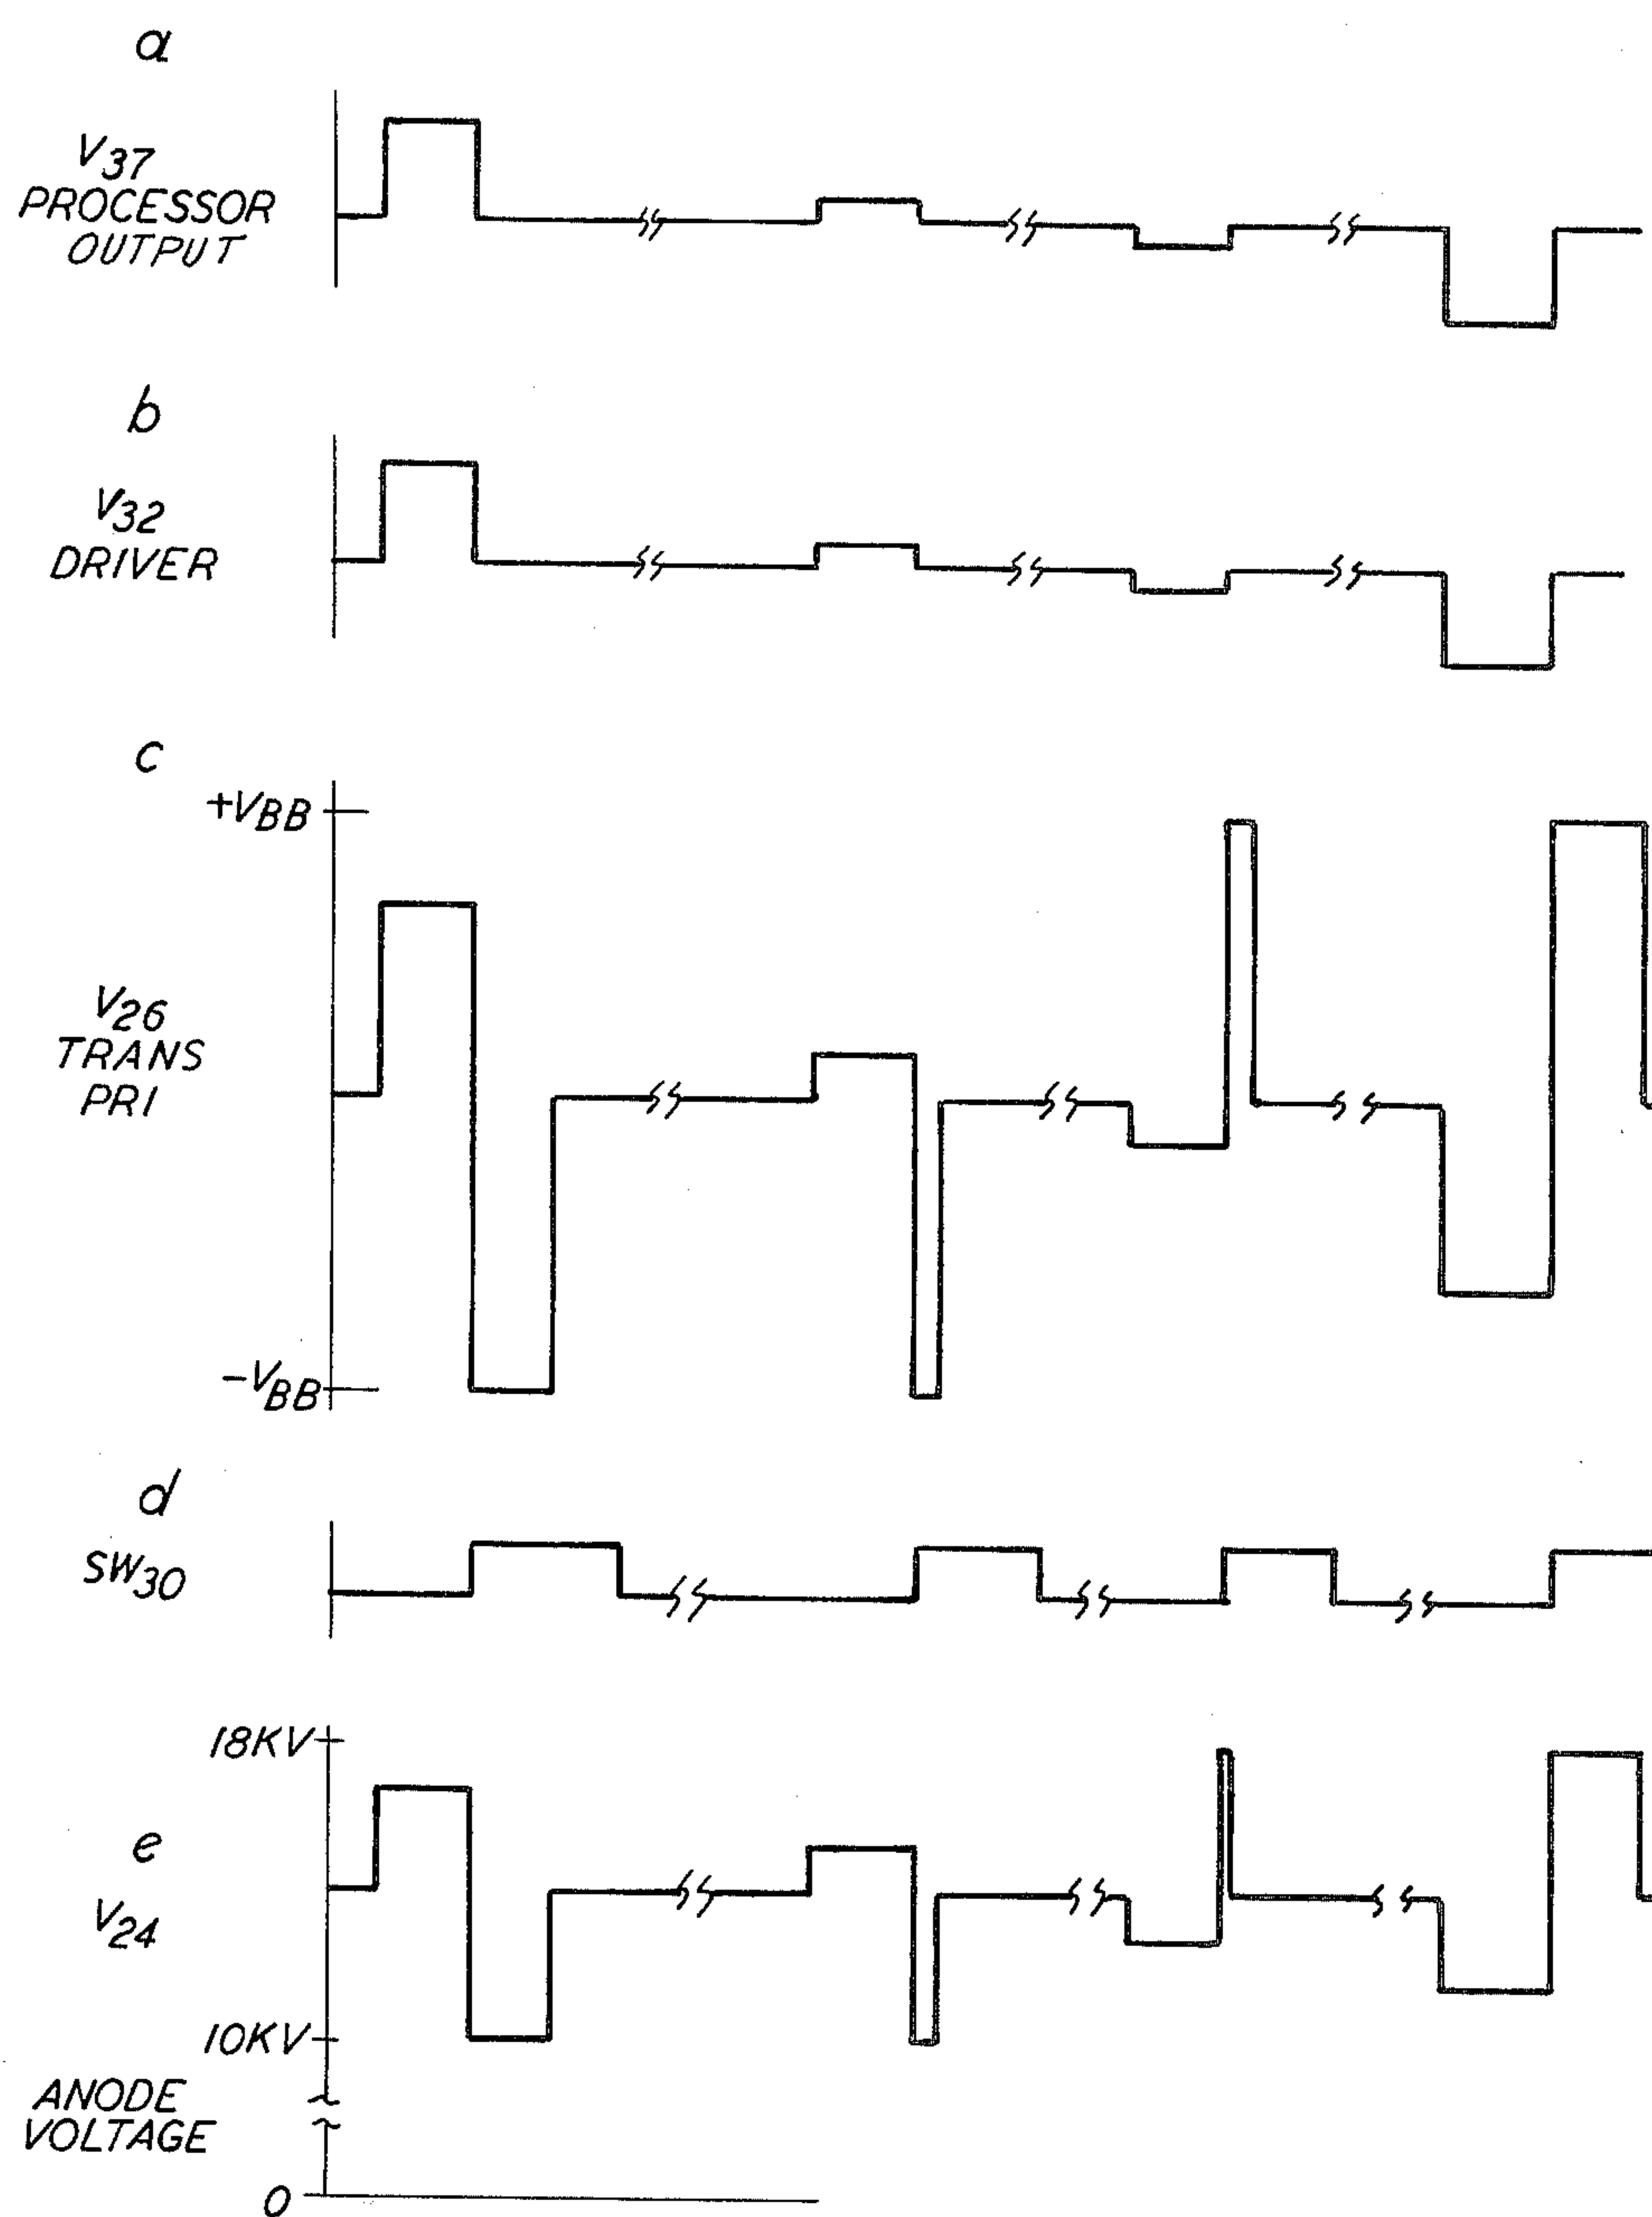 a
V37
PROCESSOR
OUTPUT
b
V32
DRIVER
c
+VBB
V26
TRANS
PRI
-VBB
d
SW30
18KV
e
V24
10KV
ANODE
VOLTAGE
0